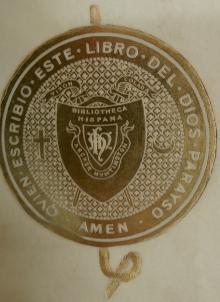 QVIEN·ESCRIBIO·ESTE·LIBRO·DEL·DIOS·PARAYSO
· AMEN ·
BIBLIOTHECA
HISPANA